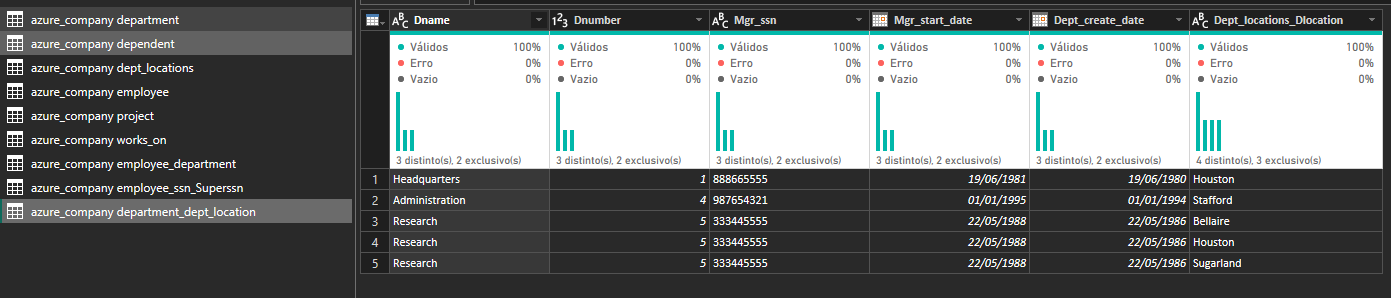 azure_company department
azure_company dependent
azure_company dept_locations
azure_company employee
azure_company project
azure_company works_on
azure_company employee_department
azure_company employee_ssn_Superssn
azure_company department_dept_location
ABC Dname 123 Dnumber ABC Mgr_ssn Mgr_start_date Dept_create_date ABC Dept_locations_Dlocation
Válidos 100% Válidos 100% Válidos 100% Válidos 100% Válidos 100% Válidos 100%
Erro 0% Erro 0% Erro 0% Erro 0% Erro 0% Erro 0%
Vazio 0% Vazio 0% Vazio 0% Vazio 0% Vazio 0% Vazio 0%
3 distinto(s), 2 exclusivo(s) 3 distinto(s), 2 exclusivo(s) 3 distinto(s), 2 exclusivo(s) 3 distinto(s), 2 exclusivo(s) 3 distinto(s), 2 exclusivo(s) 4 distinto(s), 3 exclusivo(s)
1 Headquarters 1 888665555 19/06/1981 19/06/1980 Houston
2 Administration 4 987654321 01/01/1995 01/01/1994 Stafford
3 Research 5 333445555 22/05/1988 22/05/1986 Bellaire
4 Research 5 333445555 22/05/1988 22/05/1986 Houston
5 Research 5 333445555 22/05/1988 22/05/1986 Sugarland